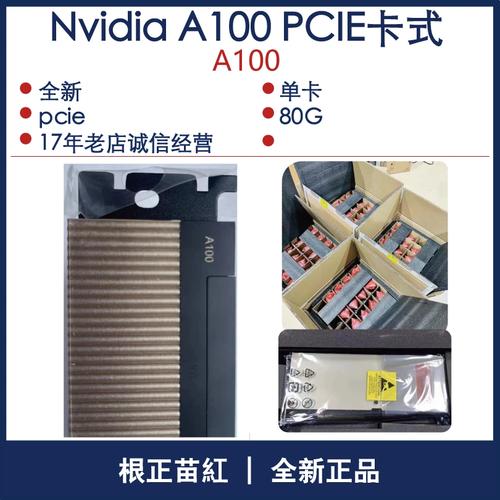 Nvidia A100 PCIE卡式
A100
全新
单卡
pcie
80G
17年老店诚信经营
A100
根正苗紅 | 全新正品